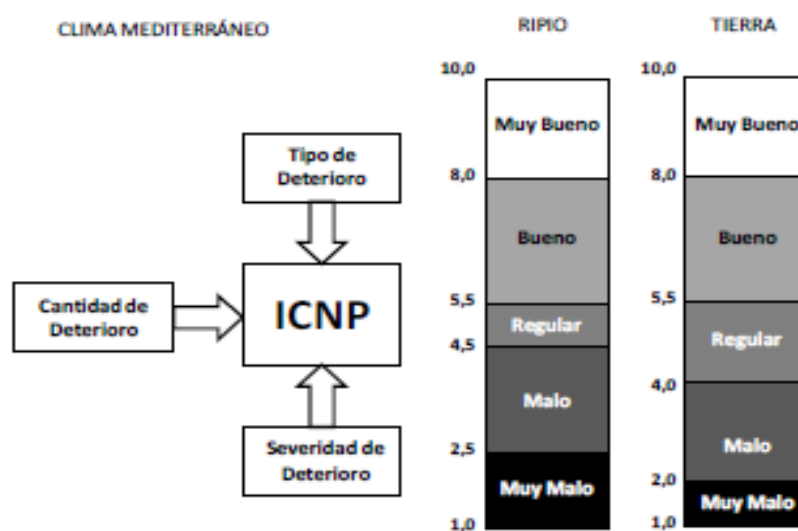 CLIMA MEDITERRÁNEO
Tipo de
Deterioro
Cantidad de
Deterioro
ICNP
Severidad de
Deterioro
RIPIO
10,0
Muy Bueno
8,0
Bueno
5,5
Regular
4,5
Malo
2,5
Muy Malo
1,0
TIERRA
10,0
Muy Bueno
8,0
Bueno
5,5
Regular
4,0
Malo
2,0
Muy Malo
1,0